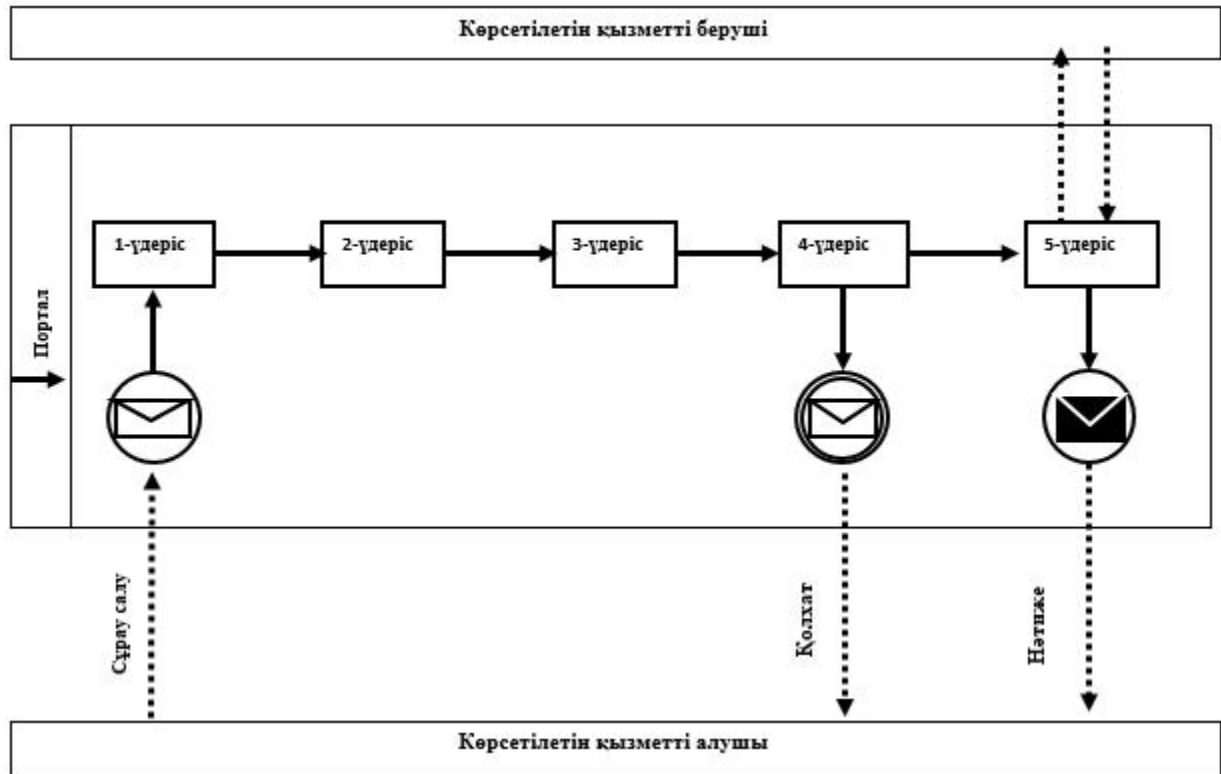 Көрсетілетін қызметті беруші
1-үдеріс
2-үдеріс
3-үдеріс
4-үдеріс
5-үдеріс
Портал
Сұрау салу
Қолхат
Нәтиже
Көрсетілетін қызметті алушы